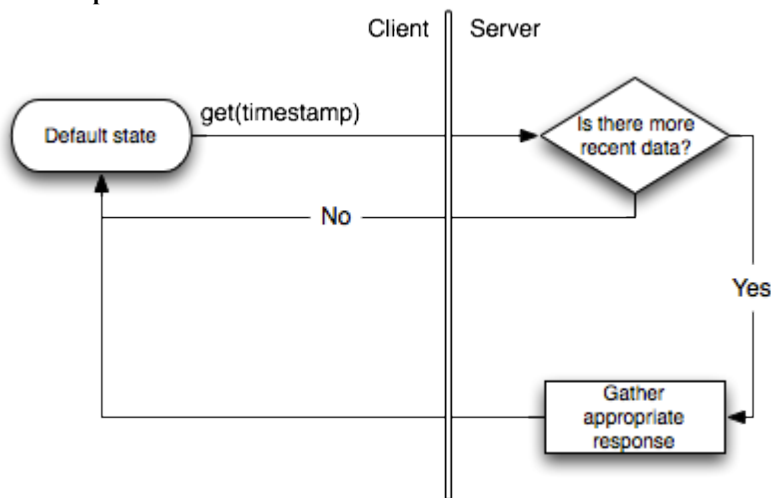 Client
Server
Default state
get(timestamp)
Is there more
recent data?
No
Yes
Gather
appropriate
response